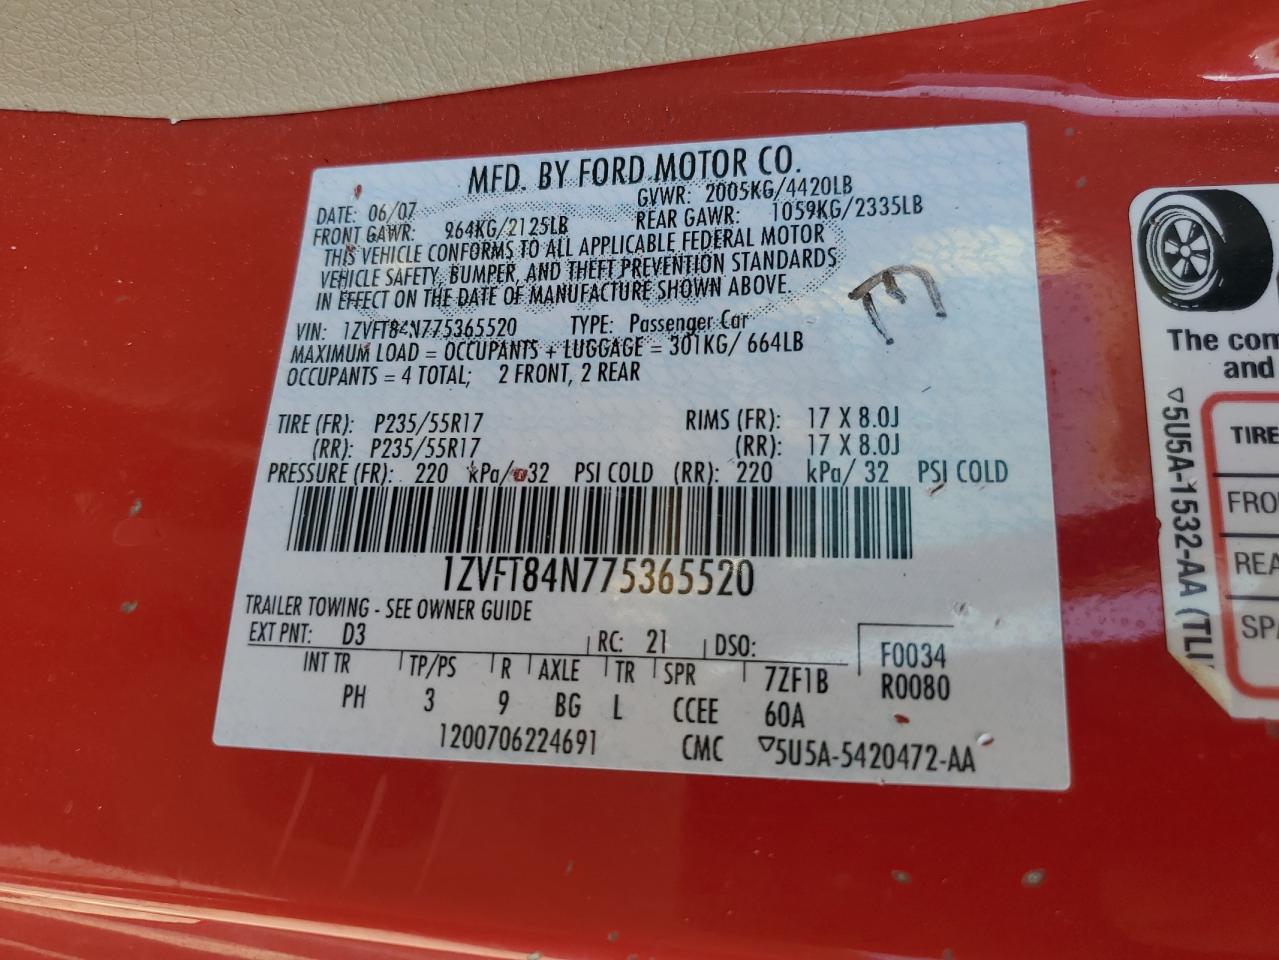 MFD. BY FORD MOTOR CO.
DATE: 06/07 GVWR: 2005KG/4420LB
FRONT GAWR: 964KG/2125LB REAR GAWR: 1059KG/2335LB
THIS VEHICLE CONFORMS TO ALL APPLICABLE FEDERAL MOTOR
VEHICLE SAFETY, BUMPER, AND THEFT PREVENTION STANDARDS
IN EFFECT ON THE DATE OF MANUFACTURE SHOWN ABOVE.
E
VIN: 1ZVFT84N775365520 TYPE: Passenger Car
MAXIMUM LOAD = OCCUPANTS + LUGGAGE = 301KG/ 664LB
OCCUPANTS = 4 TOTAL; 2 FRONT, 2 REAR
TIRE (FR): P235/55R17 RIMS (FR): 17 X 8.0J
(RR): P235/55R17 (RR): 17 X 8.0J
PRESSURE (FR): 220 kPa/ 32 PSI COLD (RR): 220 kPa/ 32 PSI COLD
1ZVFT84N775365520
TRAILER TOWING - SEE OWNER GUIDE
EXT PNT: D3 RC: 21 DSO: F0034
INT TR TP/PS R AXLE TR SPR 7ZF1B R0080
PH 3 9 BG L CCEE 60A
1200706224691 CMC ▽5U5A-5420472-AA
The com
and
▽5U5A-1532-AA (TLU
TIRE
FRO
REA
SPA